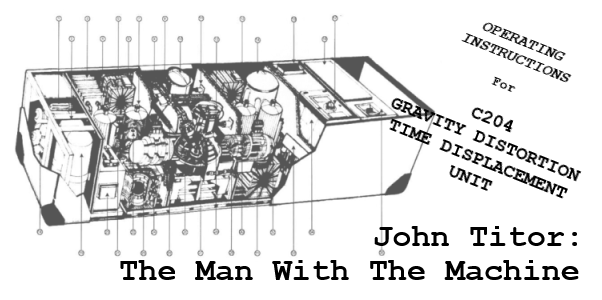 OPERATING
INSTRUCTIONS
For
C204
GRAVITY DISTORTION
TIME DISPLACEMENT
UNIT
John Titor:
The Man With The Machine